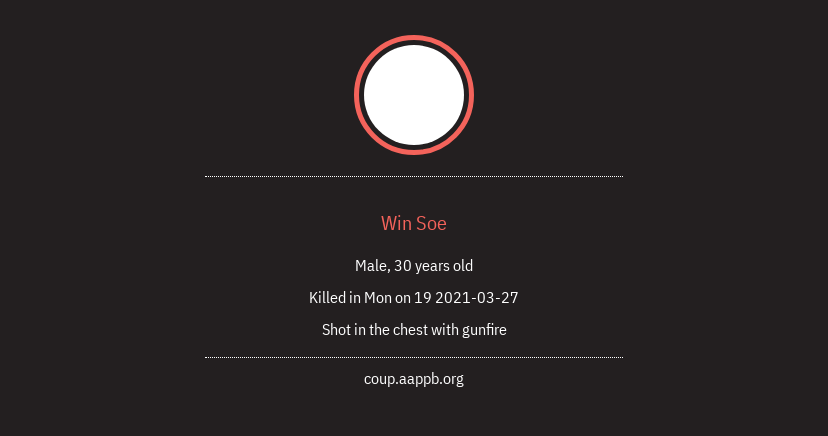 Win Soe
Male, 30 years old
Killed in Mon on 19 2021-03-27
Shot in the chest with gunfire
coup.aappb.org